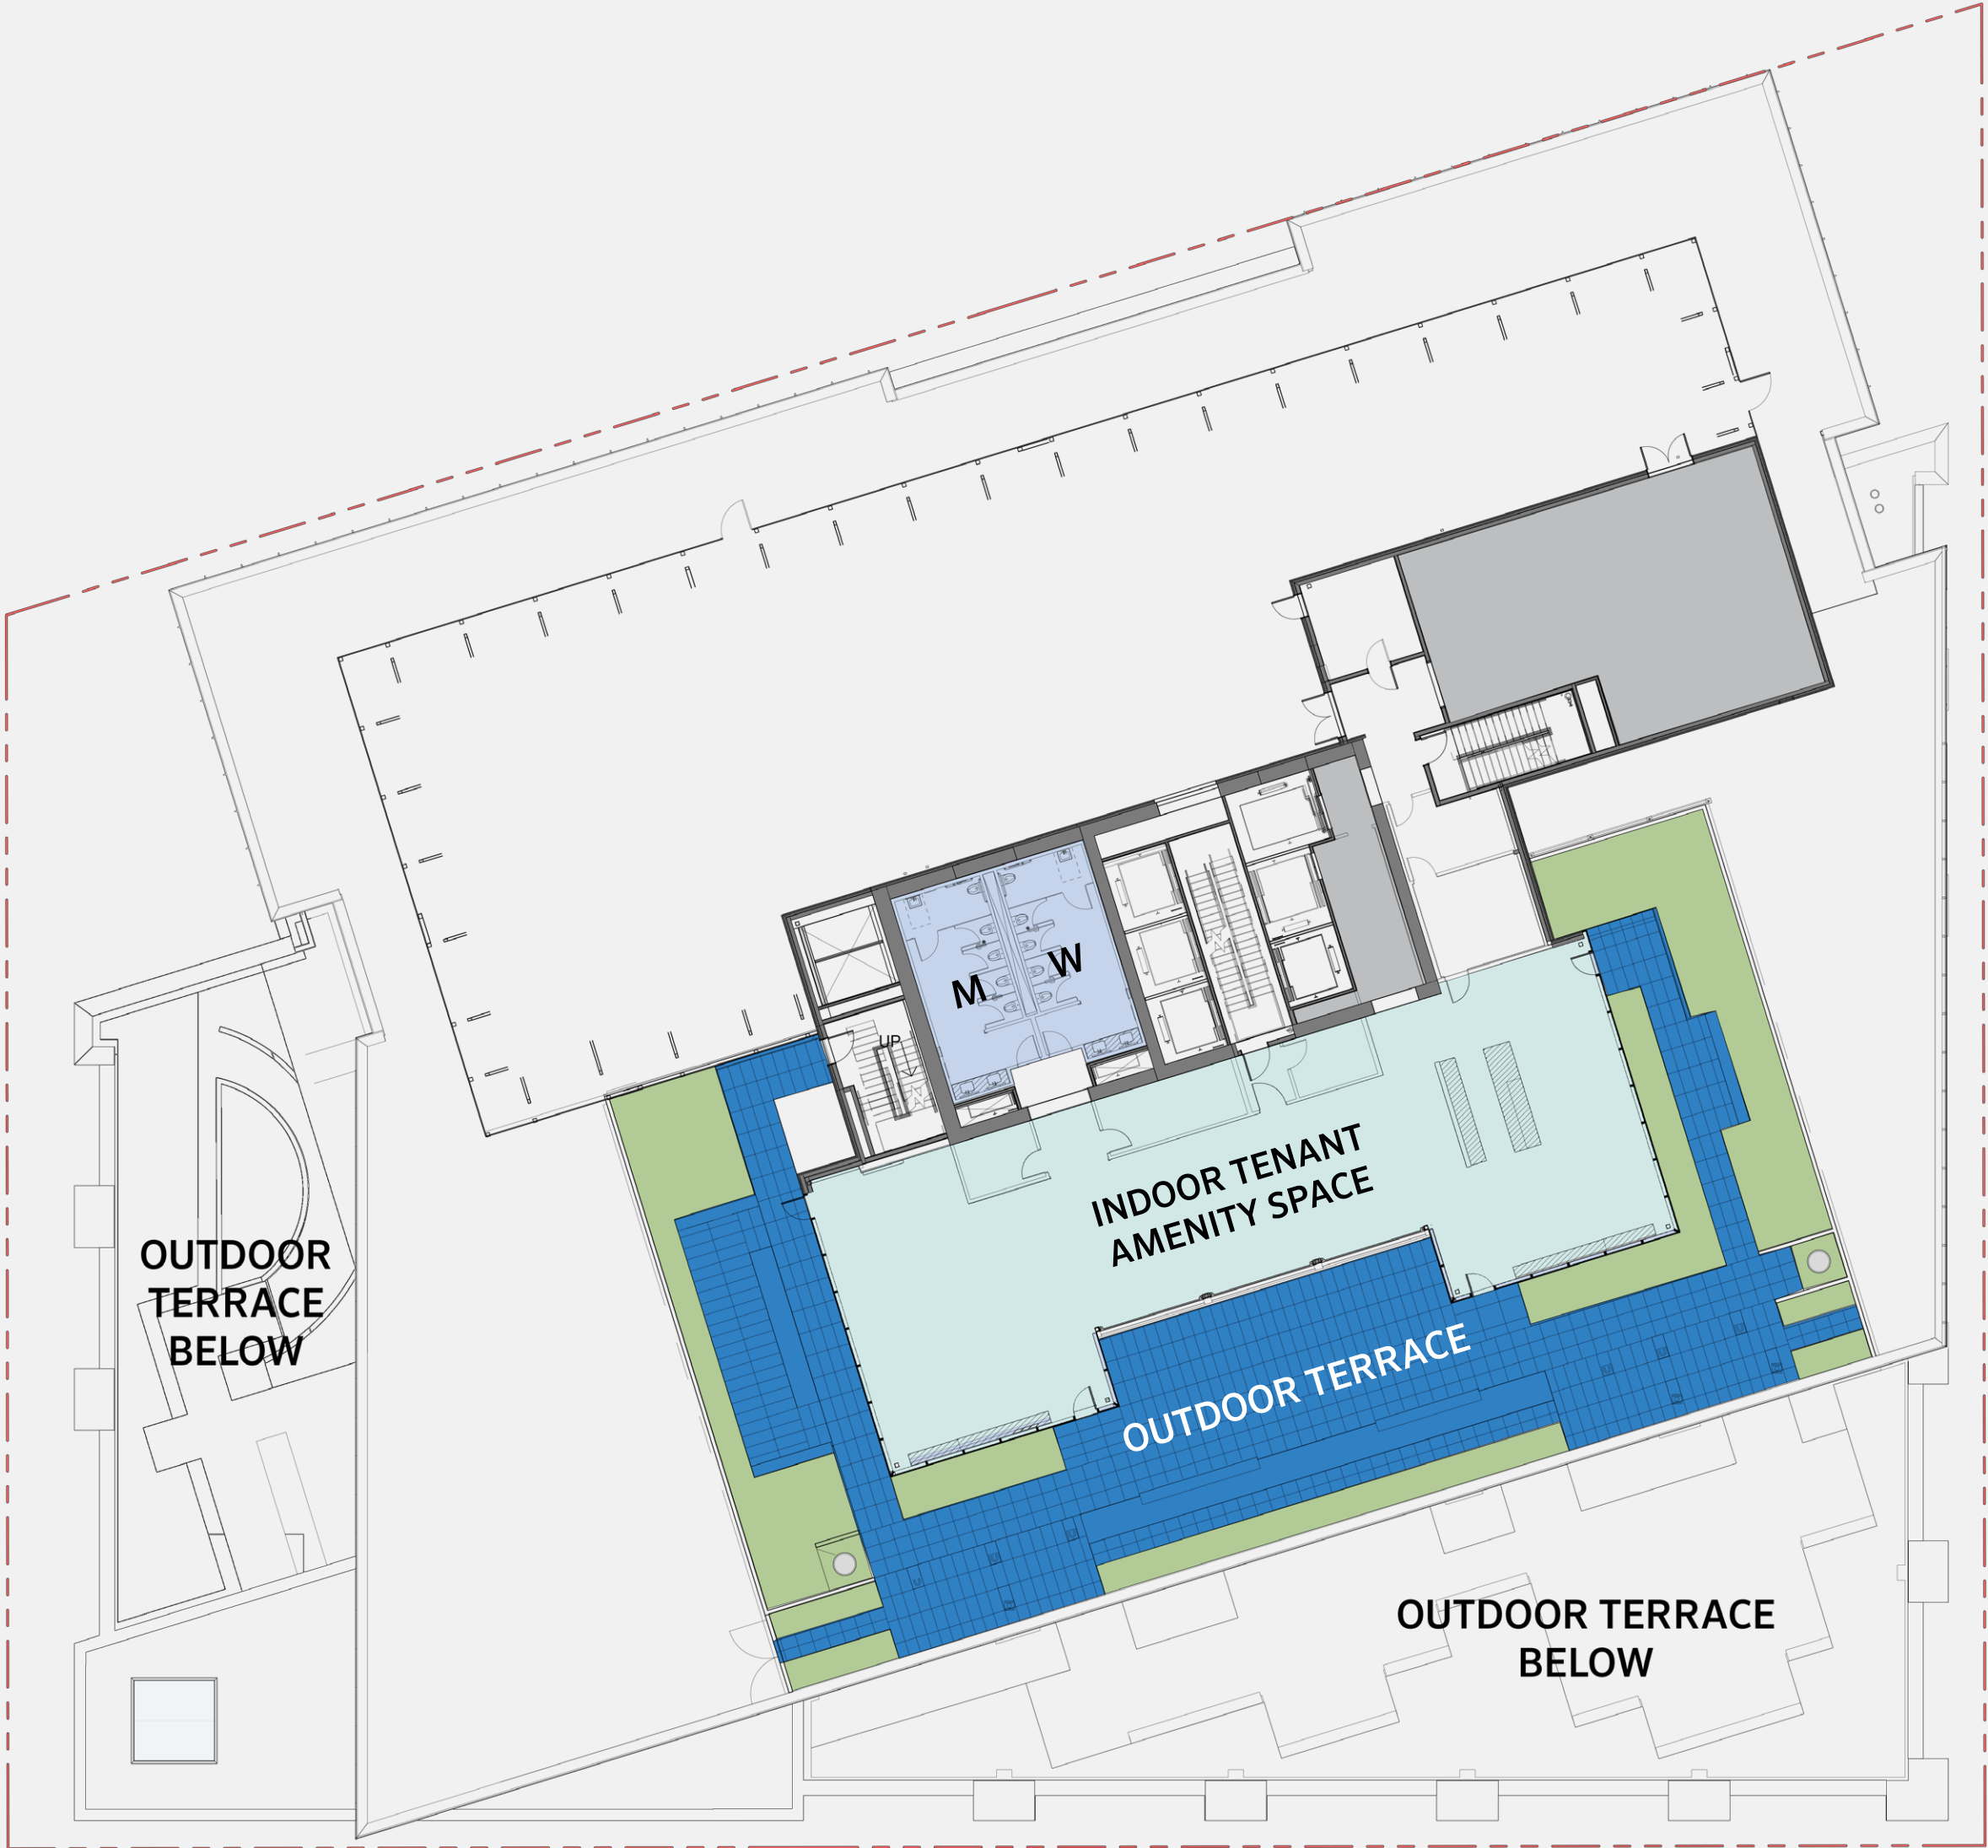 M
W
UP
INDOOR TENANT
AMENITY SPACE
OUTDOOR
TERRACE
BELOW
OUTDOOR TERRACE
OUTDOOR TERRACE
BELOW